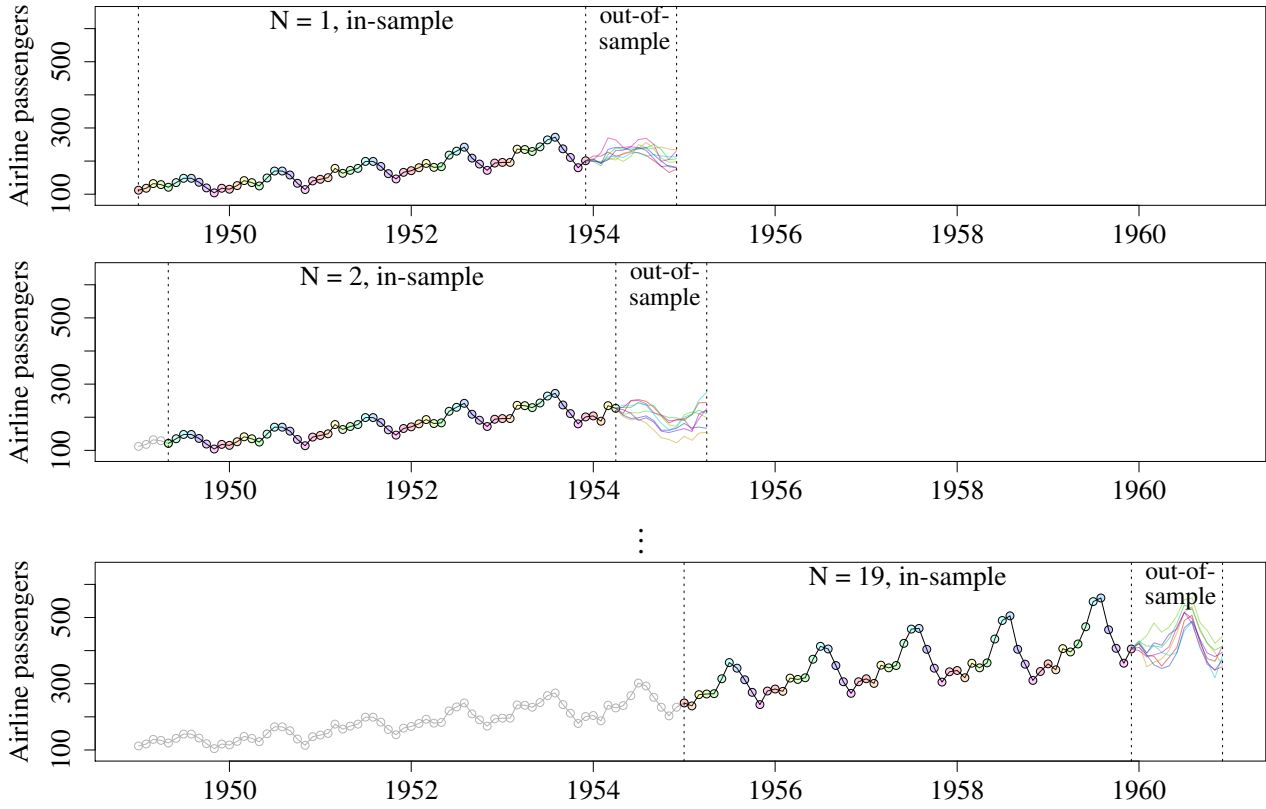 Airline passengers
500
300
100
N = 1, in-sample
out-of-
sample
1950
1952
1954
1956
1958
1960
Airline passengers
500
300
100
N = 2, in-sample
out-of-
sample
1950
1952
1954
1956
1958
1960
⋮
Airline passengers
500
300
100
N = 19, in-sample
out-of-
sample
1950
1952
1954
1956
1958
1960